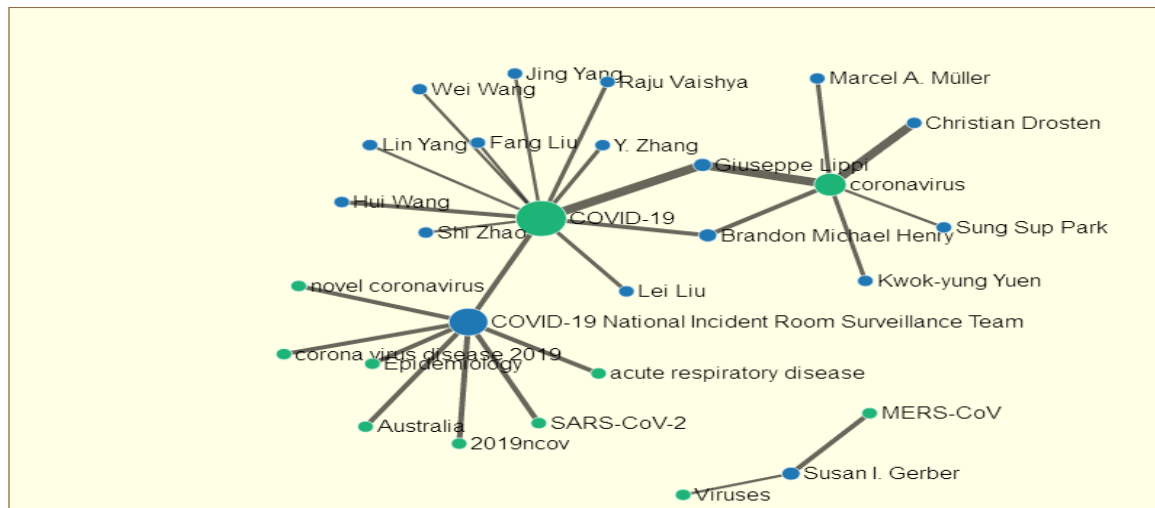 Jing Yang
Marcel A. Müller
Raju Vaishya
Wei Wang
Christian Drosten
Fang Liu
Lin Yang
Y. Zhang
Giuseppe Lippi
coronavirus
Hui Wang
COVID-19
Sung Sup Park
Shi Zhao
Brandon Michael Henry
Kwok-yung Yuen
novel coronavirus
Lei Liu
COVID-19 National Incident Room Surveillance Team
corona virus disease 2019
Epidemiology
acute respiratory disease
MERS-CoV
Australia
SARS-CoV-2
2019ncov
Susan I. Gerber
Viruses